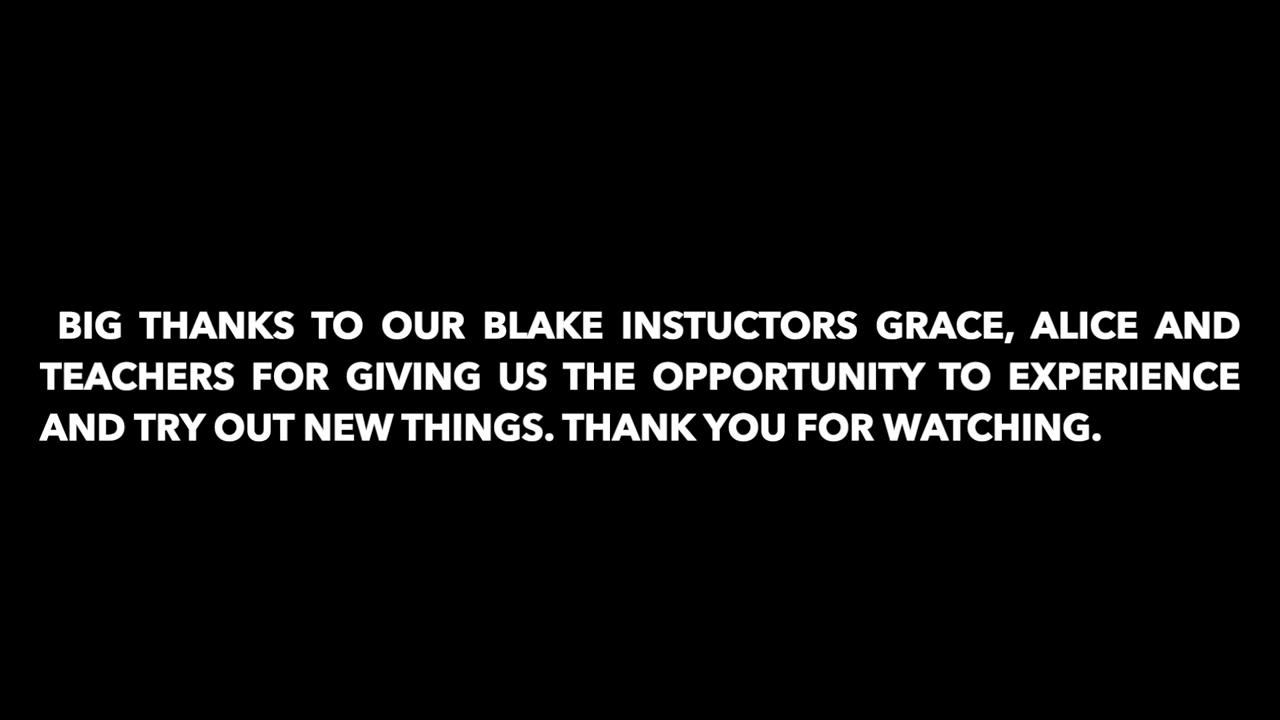 BIG THANKS TO OUR BLAKE INSTUCTORS GRACE, ALICE AND
TEACHERS FOR GIVING US THE OPPORTUNITY TO EXPERIENCE
AND TRY OUT NEW THINGS. THANK YOU FOR WATCHING.